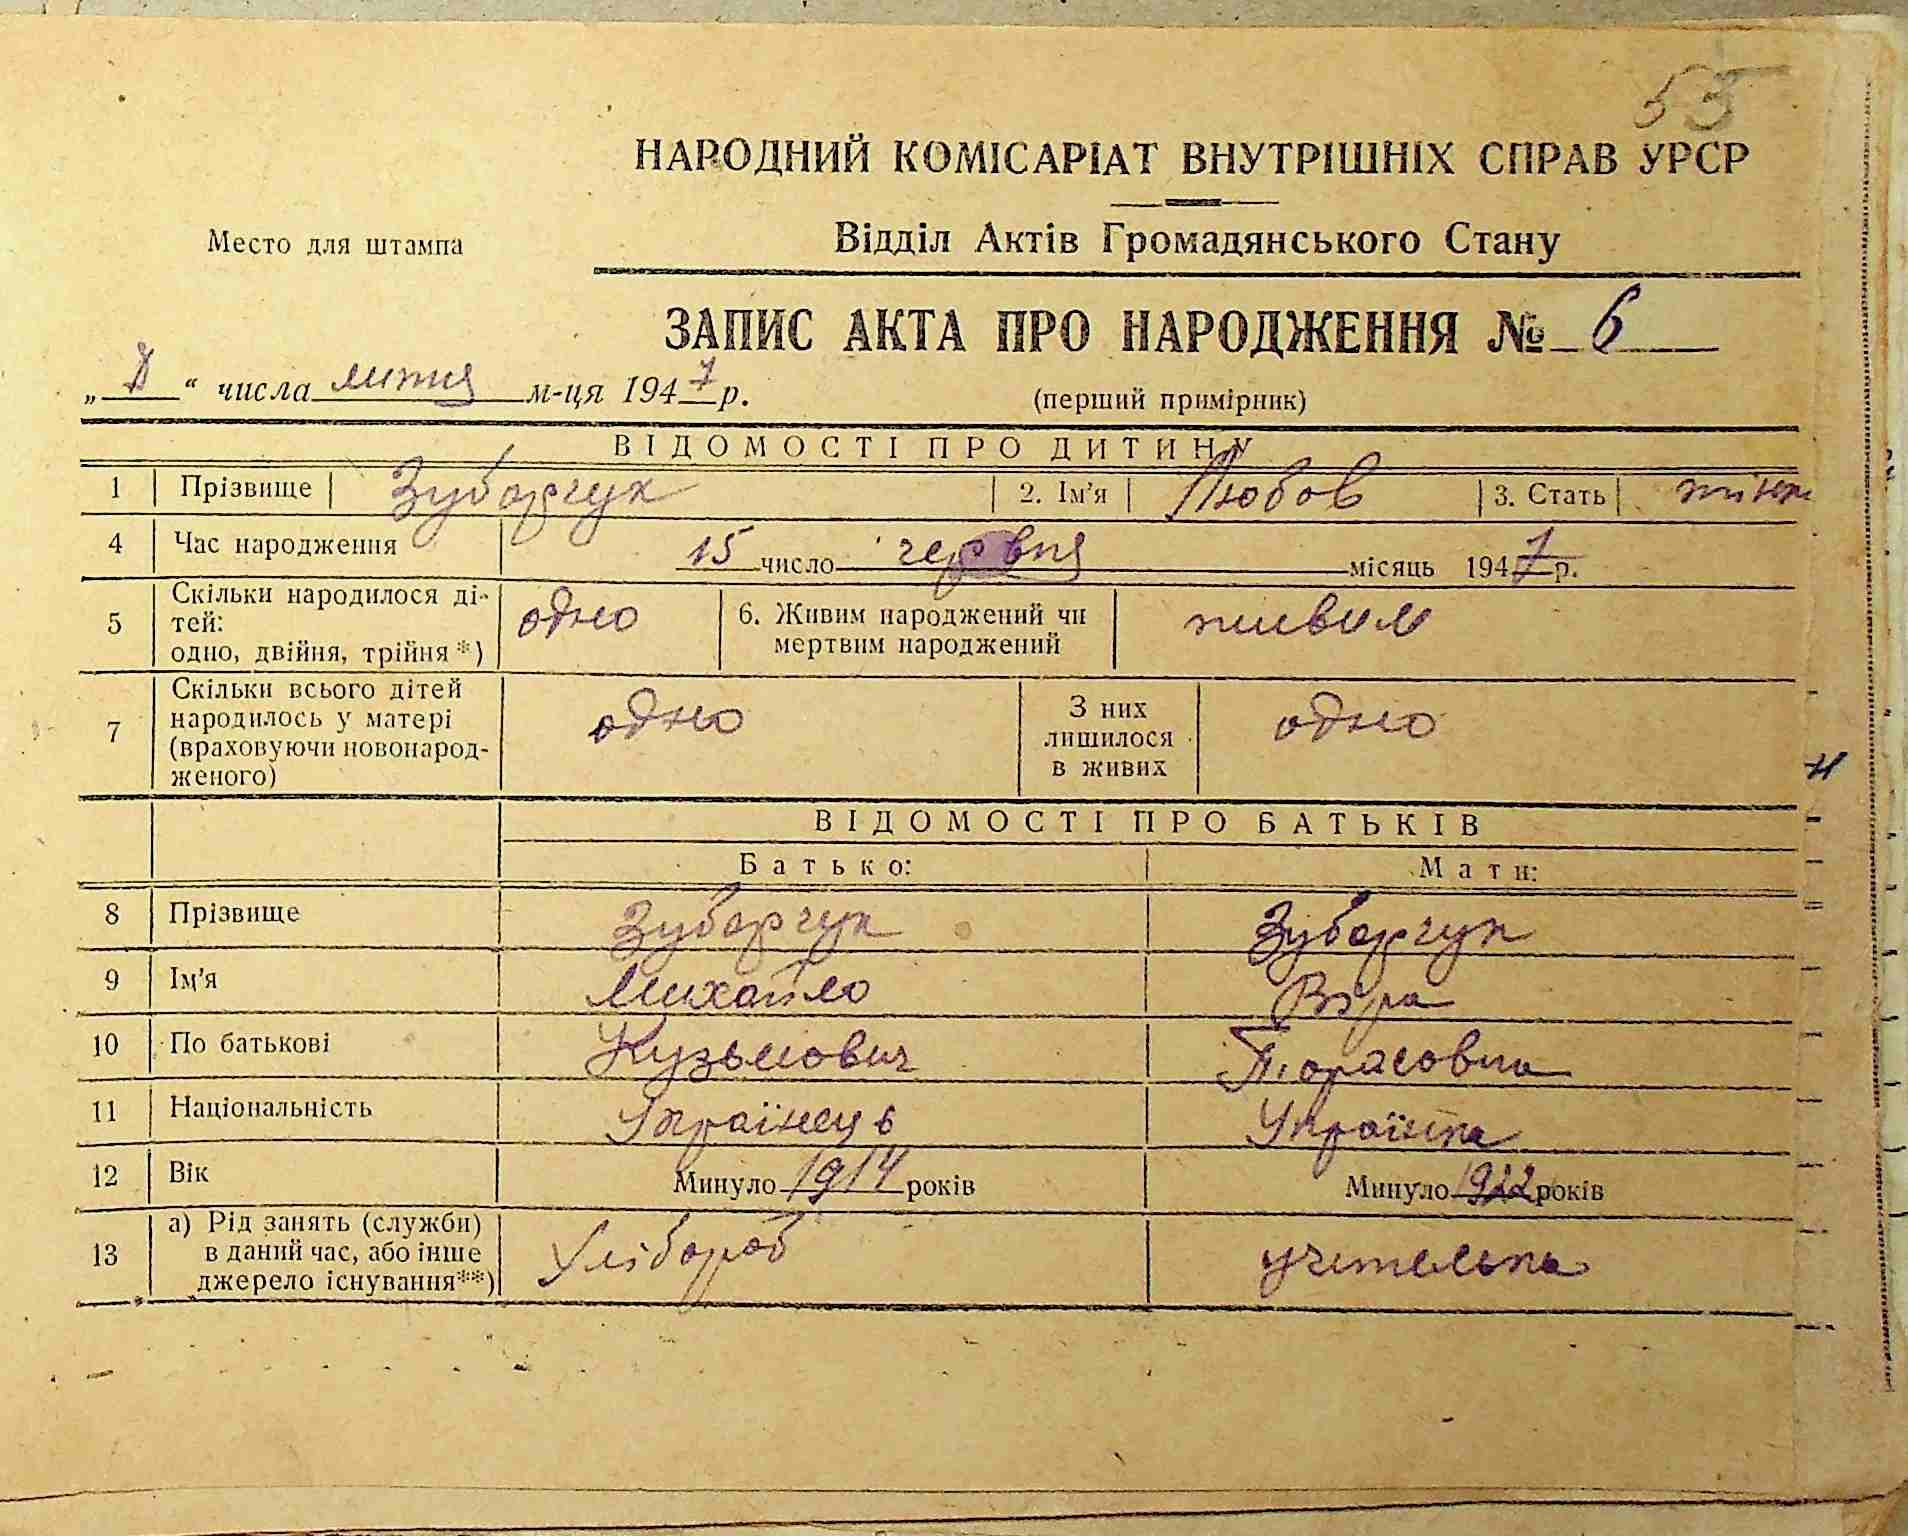 55
НАРОДНИЙ КОМІСАРІАТ ВНУТРІШНІХ СПРАВ УРСР
Место для штампа
Відділ Актів Громадянського Стану
ЗАПИС АКТА ПРО НАРОДЖЕННЯ № 6
„ “ числа липня м-ця 1947 р.
(перший примірник)
ВІДОМОСТІ ПРО ДИТИНУ
1 Прізвище Зубарчук 2. Ім'я Любов 3. Стать жіноч
4 Час народження 15 число червня місяць 1947 р.
5 Скільки народилося дітей: одно, двійня, трійня*) одно 6. Живим народжений чи мертвим народжений живим
7 Скільки всього дітей народилось у матері (враховуючи новонародженого) одно З них лишилося в живих одно
ВІДОМОСТІ ПРО БАТЬКІВ
Батько: Мати:
8 Прізвище Зубарчук Зубарчук
9 Ім'я Михайло Віра
10 По батькові Кузьмович Тарасовна
11 Національність Українець Українка
12 Вік Минуло 1914 років Минуло 1922 років
13 а) Рід занять (служби) в даний час, або інше джерело існування**) Хлібороб учителька